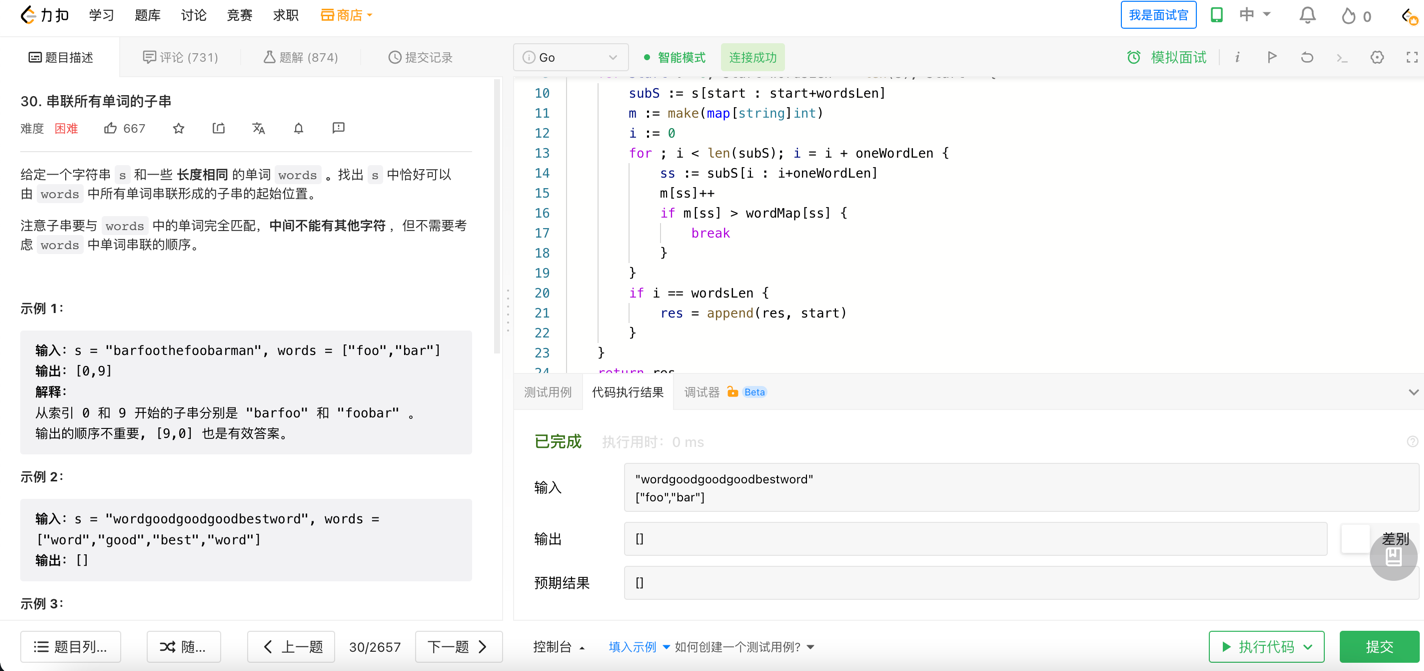 力扣 学习 题库 讨论 竞赛 求职 商店 我是面试官 中 0
题目描述 评论 (731) 题解 (874) 提交记录
30. 串联所有单词的子串
难度 困难 667
给定一个字符串 s 和一些 长度相同 的单词 words 。找出 s 中恰好可以
由 words 中所有单词串联形成的子串的起始位置。
注意子串要与 words 中的单词完全匹配，中间不能有其他字符 ，但不需要考
虑 words 中单词串联的顺序。
示例 1：
输入：s = "barfoothefoobarman", words = ["foo","bar"]
输出：[0,9]
解释：
从索引 0 和 9 开始的子串分别是 "barfoo" 和 "foobar" 。
输出的顺序不重要, [9,0] 也是有效答案。
示例 2：
输入：s = "wordgoodgoodgoodbestword", words =
["word","good","best","word"]
输出：[]
示例 3：
题目列... 随... 上一题 30/2657 下一题
Go 智能模式 连接成功 模拟面试
10 subS := s[start : start+wordsLen]
11 m := make(map[string]int)
12 i := 0
13 for ; i < len(subS); i = i + oneWordLen {
14 ss := subS[i : i+oneWordLen]
15 m[ss]++
16 if m[ss] > wordMap[ss] {
17 break
18 }
19 }
20 if i == wordsLen {
21 res = append(res, start)
22 }
23 }
24 return res
测试用例 代码执行结果 调试器 Beta
已完成 执行用时：0 ms
输入
"wordgoodgoodgoodbestword"
["foo","bar"]
输出 [] 差别
预期结果 []
控制台 填入示例 如何创建一个测试用例? 执行代码 提交